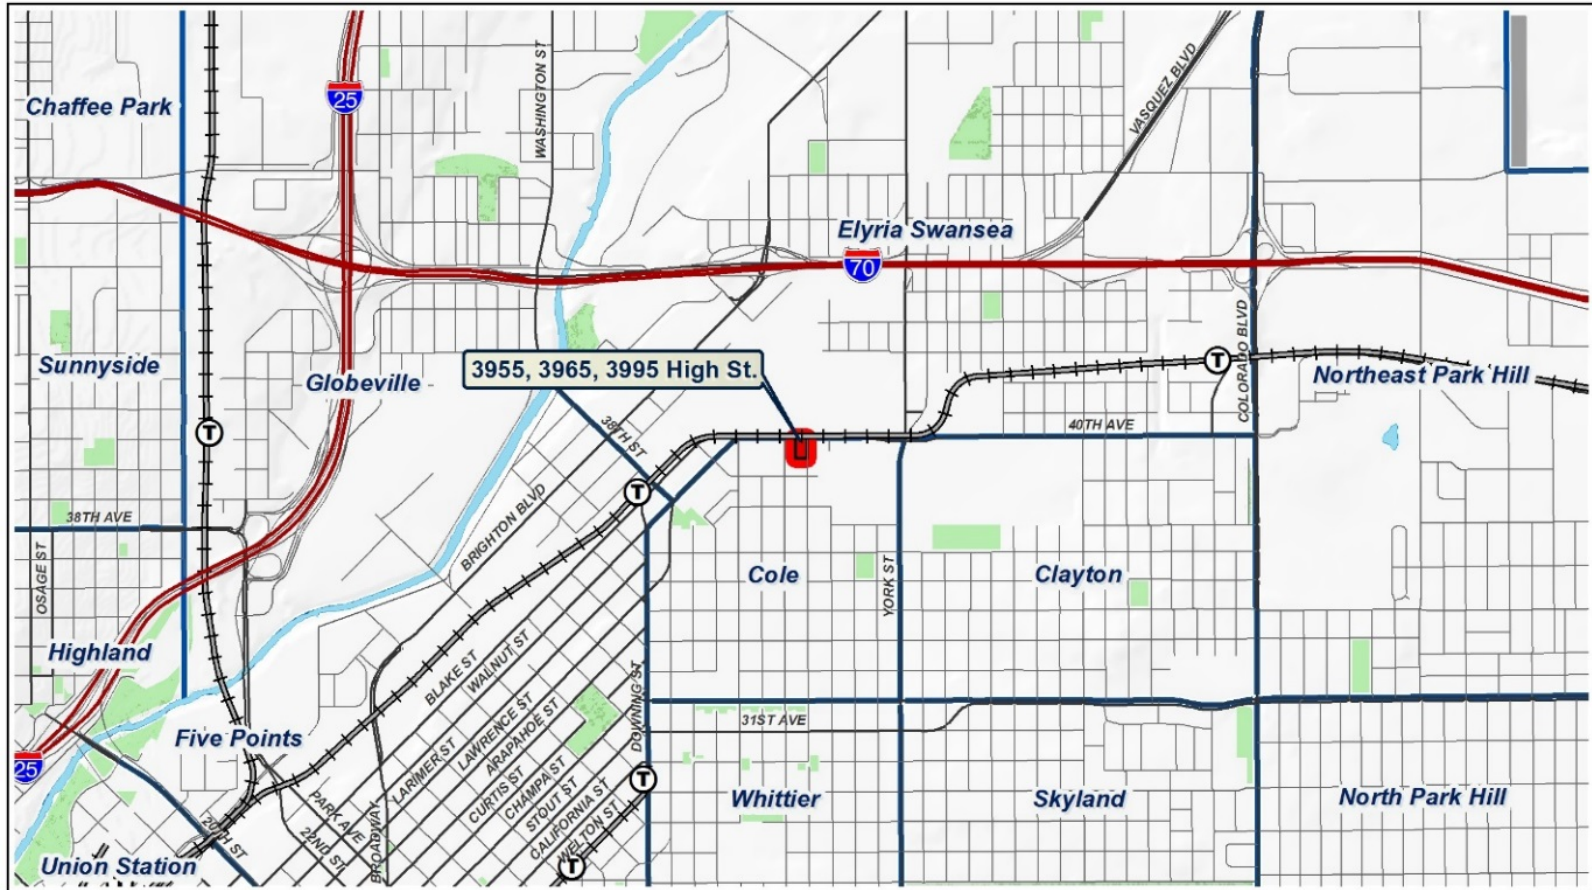 VASQUEZ BLVD
WASHINGTON ST
25
Chaffee Park
Elyria Swansea
70
COLORADO BLVD
Sunnyside
Globeville
3955, 3965, 3995 High St.
T
Northeast Park Hill
38TH ST
40TH AVE
T
T
BRIGHTON BLVD
38TH AVE
OSAGE ST
Cole
YORK ST
Clayton
Highland
BLAKE ST
WALNUT ST
DOWNING ST
LAWRENCE ST
ARAPAHOE ST
31ST AVE
Five Points
25
LARIMER ST
CURTIS ST
CHAMPA ST
STOUT ST
CALIFORNIA ST
WELTON ST
T
Whittier
Skyland
North Park Hill
PARK AVE
22ND ST
BROADWAY
20TH ST
Union Station
T